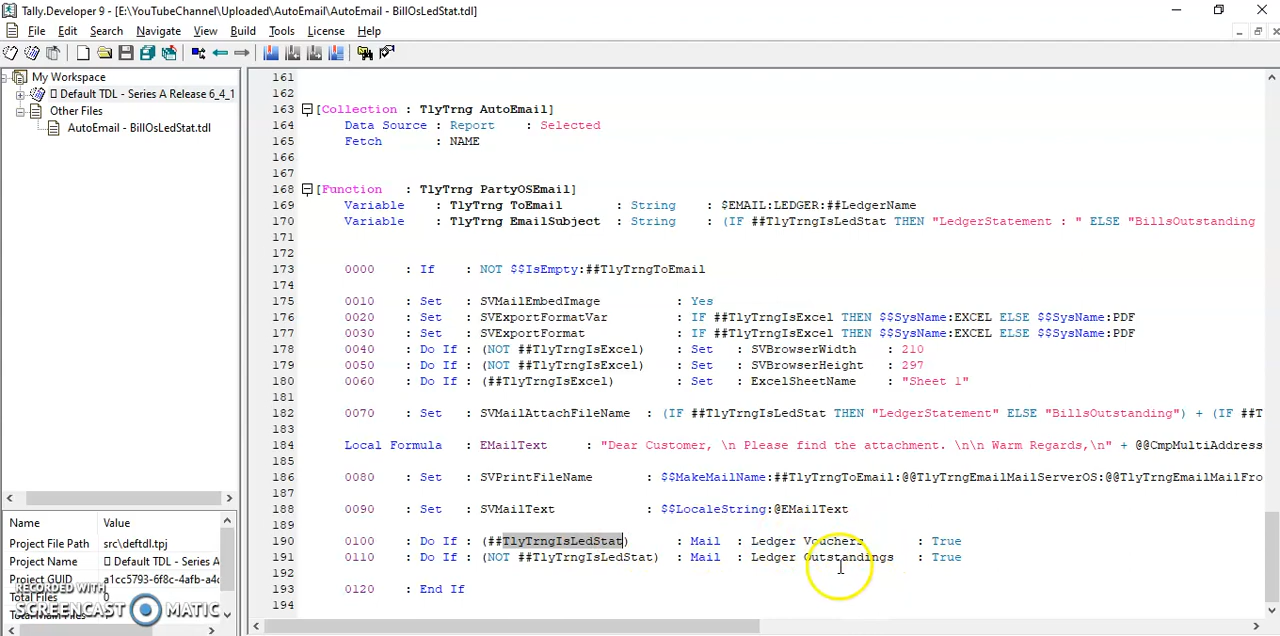 Tally.Developer 9 - [E:\YouTubeChannel\Uploaded\AutoEmail\AutoEmail - BillOsLedStat.tdl]
File Edit Search Navigate View Build Tools License Help
My Workspace
Default TDL - Series A Release 6_4_1
Other Files
AutoEmail - BillOsLedStat.tdl
Name Value
Project File Path src\deftdl.tpj
Project Name Default TDL - S
Project GUID a1cc5793-6f8c-4afb-a4c
Total Files 0
RECORDED WITH
SCREENCAST MATIC
161
162
163 [Collection : TlyTrng AutoEmail]
164 Data Source : Report : Selected
165 Fetch : NAME
166
167
168 [Function : TlyTrng PartyOSEmail]
169 Variable : TlyTrng ToEmail : String : $EMAIL:LEDGER:##LedgerName
170 Variable : TlyTrng EmailSubject : String : (IF ##TlyTrngIsLedStat THEN "LedgerStatement : " ELSE "BillsOutstanding
171
172
173 0000 : If : NOT $$IsEmpty:##TlyTrngToEmail
174
175 0010 : Set : SVMailEmbedImage : Yes
176 0020 : Set : SVExportFormatVar : IF ##TlyTrngIsExcel THEN $$SysName:EXCEL ELSE $$SysName:PDF
177 0030 : Set : SVExportFormat : IF ##TlyTrngIsExcel THEN $$SysName:EXCEL ELSE $$SysName:PDF
178 0040 : Do If : (NOT ##TlyTrngIsExcel) : Set : SVBrowserWidth : 210
179 0050 : Do If : (NOT ##TlyTrngIsExcel) : Set : SVBrowserHeight : 297
180 0060 : Do If : (##TlyTrngIsExcel) : Set : ExcelSheetName : "Sheet 1"
181
182 0070 : Set : SVMailAttachFileName : (IF ##TlyTrngIsLedStat THEN "LedgerStatement" ELSE "BillsOutstanding") + (IF ##T
183
184 Local Formula : EMailText : "Dear Customer, \n Please find the attachment. \n\n Warm Regards,\n" + @@CmpMultiAddress
185
186 0080 : Set : SVPrintFileName : $$MakeMailName:##TlyTrngToEmail:@@TlyTrngEmailMailServerOS:@@TlyTrngEmailMailFro
187
188 0090 : Set : SVMailText : $$LocaleString:@EMailText
189
190 0100 : Do If : (##TlyTrngIsLedStat) : Mail : Ledger Vouchers : True
191 0110 : Do If : (NOT ##TlyTrngIsLedStat) : Mail : Ledger Outstandings : True
192
193 0120 : End If
194